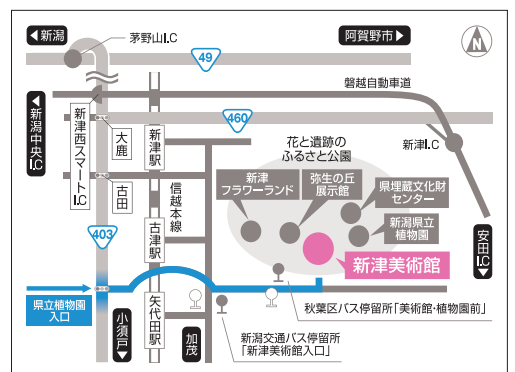 ◀新潟
茅野山I.C
49
阿賀野市▶
N
磐越自動車道
◀新潟中央I.C
新津西スマートI.C
大鹿
新津駅
460
花と遺跡の
ふるさと公園
新津I.C
古田
信越本線
新津
フラワーランド
弥生の丘
展示館
県埋蔵文化財
センター
新潟県立
植物園
403
古津駅
新津美術館
安田I.C▶
県立植物園
入口
小須戸▶
矢代田駅
加茂
秋葉区バス停留所「美術館・植物園前」
新潟交通バス停留所
「新津美術館入口」